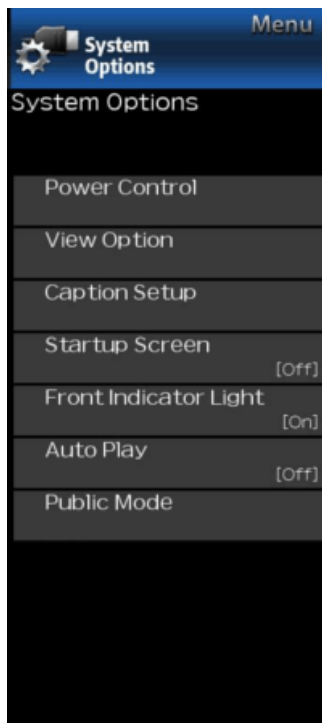 Menu
System
Options
System Options
Power Control
View Option
Caption Setup
Startup Screen
[Off]
Front Indicator Light
[On]
Auto Play
[Off]
Public Mode